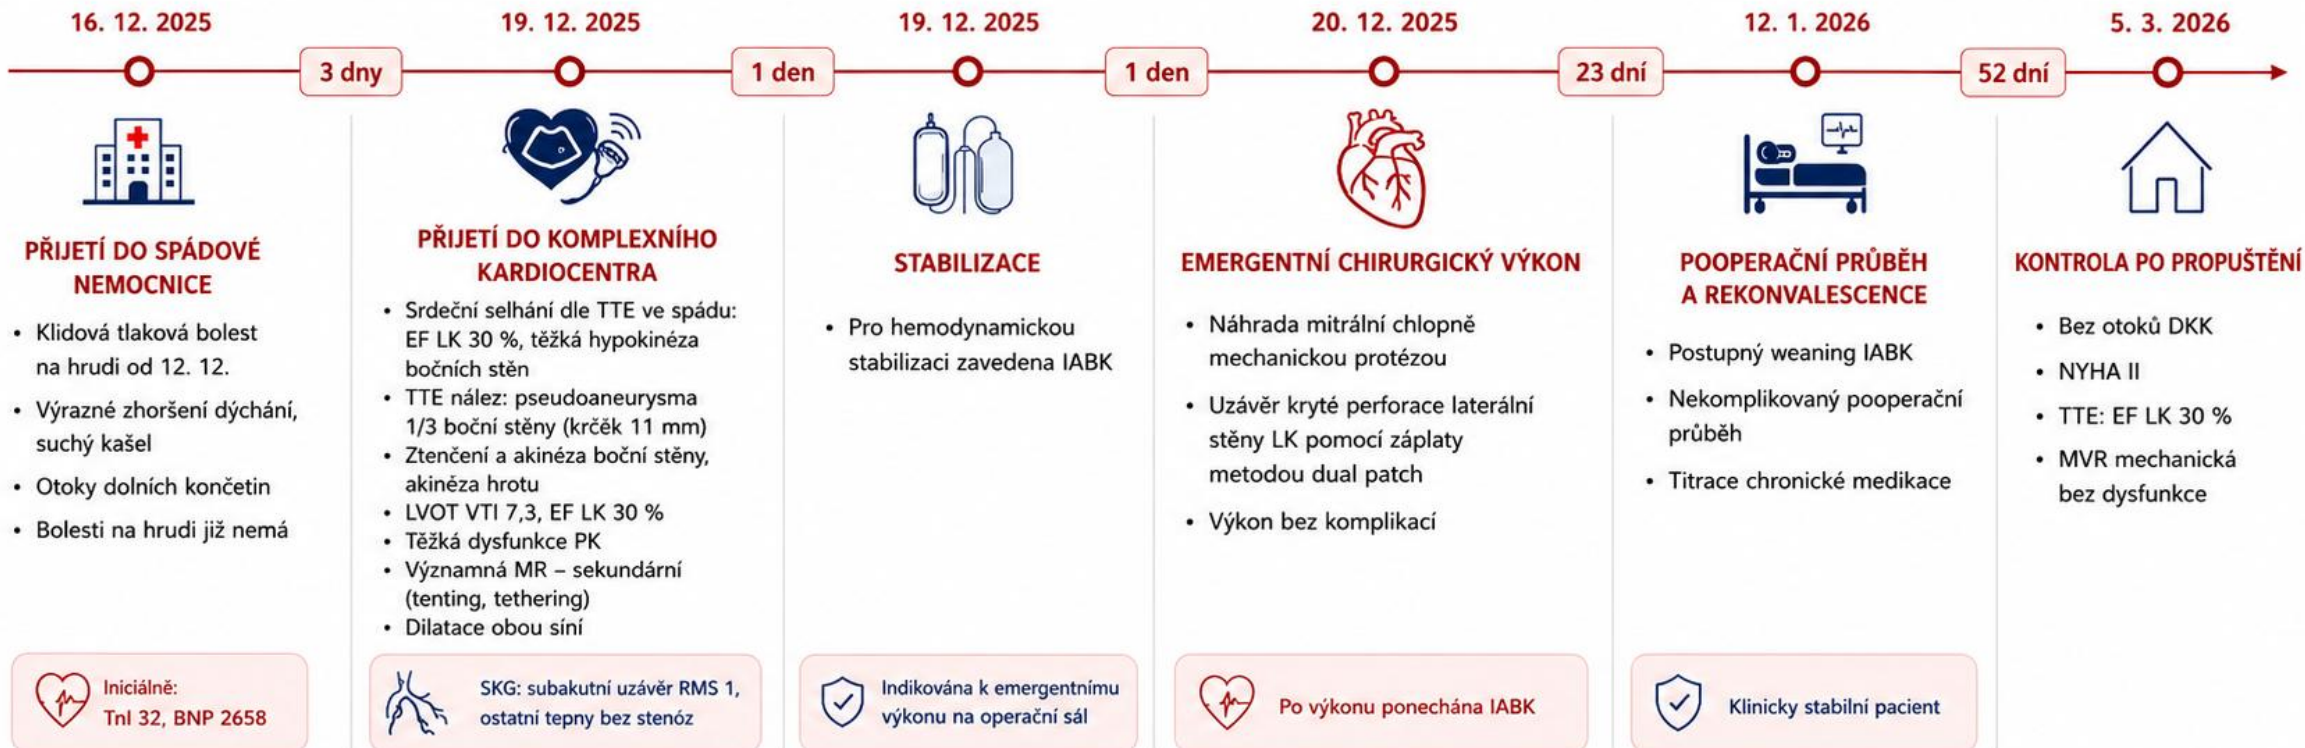 16. 12. 2025
19. 12. 2025
19. 12. 2025
20. 12. 2025
12. 1. 2026
5. 3. 2026
3 dny
1 den
1 den
23 dní
52 dní
PŘIJETÍ DO SPÁDOVÉ
NEMOCNICE
• Klidová tlaková bolest
na hrudi od 12. 12.
• Výrazné zhoršení dýchání,
suchý kašel
• Otoky dolních končetin
• Bolesti na hrudi již nemá
Iniciálně:
TnI 32, BNP 2658
PŘIJETÍ DO KOMPLEXNÍHO
KARDIOCENTRA
• Srdeční selhání dle TTE ve spádu:
EF LK 30 %, těžká hypokinéza
bočních stěn
• TTE nález: pseudoaneurysma
1/3 boční stěny (krčěk 11 mm)
• Ztenčení a akinéza boční stěny,
akiněza hrotu
• LVOT VTI 7,3, EF LK 30 %
• Těžká dysfunkce PK
• Významná MR – sekundární
(tenting, tethering)
• Dilatace obou síní
SKG: subakutní uzávěr RMS 1,
ostatní tepny bez stenóz
STABILIZACE
• Pro hemodynamickou
stabilizaci zavedena IABK
Indikována k emergentnímu
výkonu na operační sál
EMERGENTNÍ CHIRURGICKÝ VÝKON
• Náhrada mitrální chlopně
mechanickou protézou
• Uzávěr kryté perforace laterální
stěny LK pomocí záplaty
metodou dual patch
• Výkon bez komplikací
Po výkonu ponechána IABK
POOPERAČNÍ PRŮBĚH
A REKONVALESCENCE
• Postupný weaning IABK
• Nekomplikovaný pooperační
průběh
• Titrace chronické medikace
Klinicky stabilní pacient
KONTROLA PO PROPUŠTĚNÍ
• Bez otoků DKK
• NYHA II
• TTE: EF LK 30 %
• MVR mechanická
bez dysfunkce